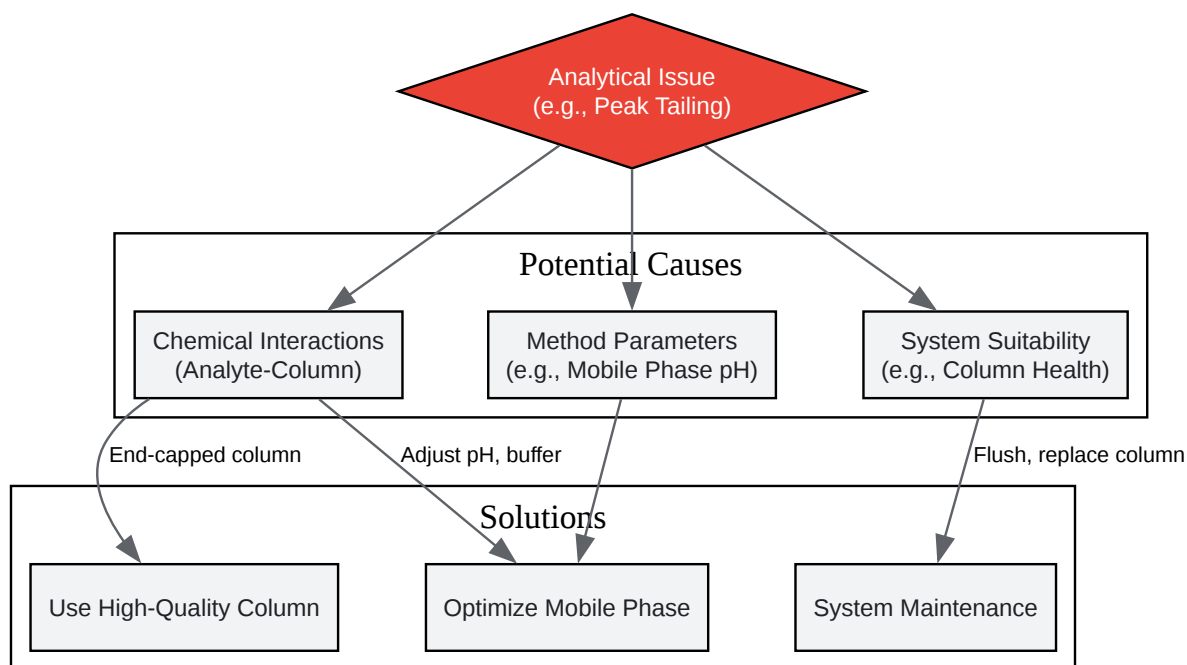 Analytical Issue
(e.g., Peak Tailing)
Potential Causes
Chemical Interactions
(Analyte-Column)
Method Parameters
(e.g., Mobile Phase pH)
System Suitability
(e.g., Column Health)
End-capped column
Adjust pH, buffer
Flush, replace column
Solutions
Use High-Quality Column
Optimize Mobile Phase
System Maintenance